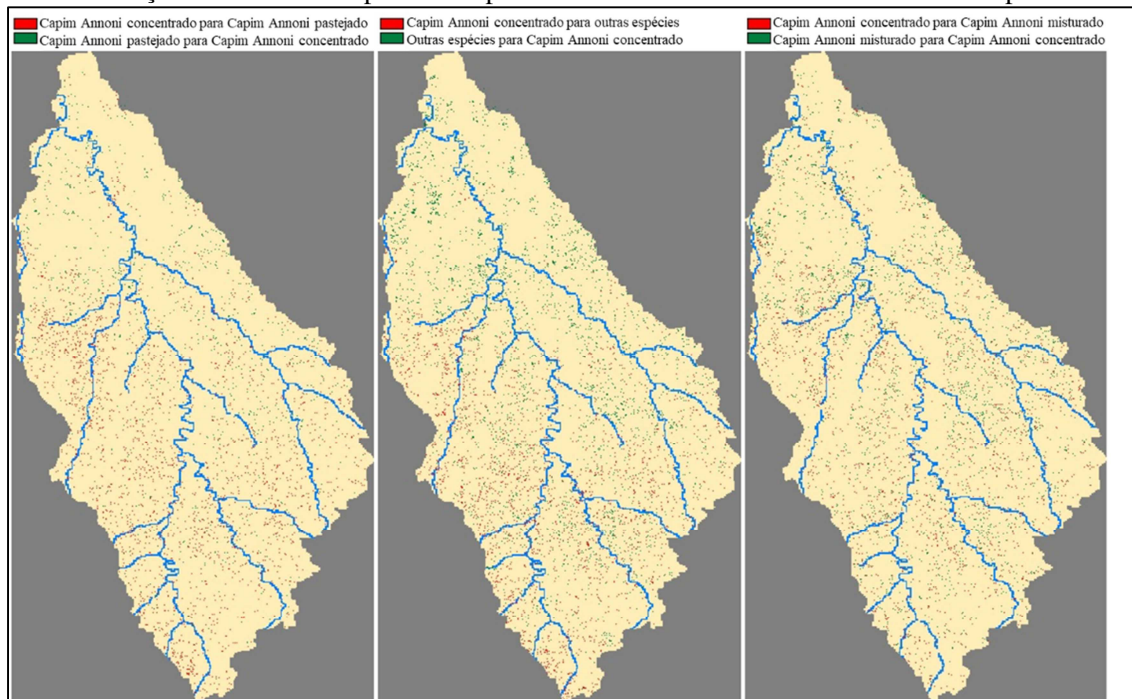 Capim Annoni concentrado para Capim Annoni pastejado
Capim Annoni pastejado para Capim Annoni concentrado
Capim Annoni concentrado para outras espécies
Outras espécies para Capim Annoni concentrado
Capim Annoni concentrado para Capim Annoni misturado
Capim Annoni misturado para Capim Annoni concentrado